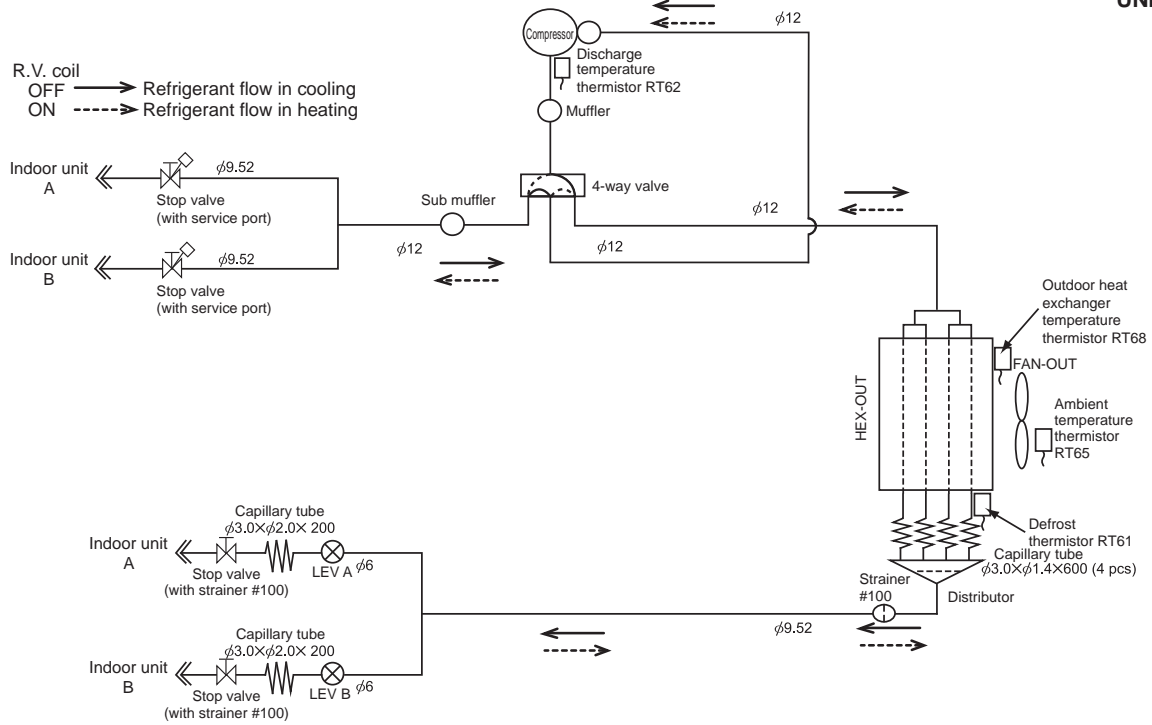 UNI
ϕ12
Compressor
Discharge
temperature
thermistor RT62
R.V. coil
OFF Refrigerant flow in cooling
ON Refrigerant flow in heating
Muffler
Indoor unit
A
ϕ9.52
Stop valve
(with service port)
4-way valve
Sub muffler
ϕ12
ϕ12
ϕ12
Indoor unit
B
ϕ9.52
Stop valve
(with service port)
Outdoor heat
exchanger
temperature
thermistor RT68
FAN-OUT
HEX-OUT
Ambient
temperature
thermistor
RT65
Defrost
thermistor RT61
Capillary tube
ϕ3.0×ϕ1.4×600 (4 pcs)
Distributor
Strainer
#100
ϕ9.52
Capillary tube
ϕ3.0×ϕ2.0×200
Indoor unit
A
LEV A
ϕ6
Stop valve
(with strainer #100)
Capillary tube
ϕ3.0×ϕ2.0×200
Indoor unit
B
LEV B
ϕ6
Stop valve
(with strainer #100)